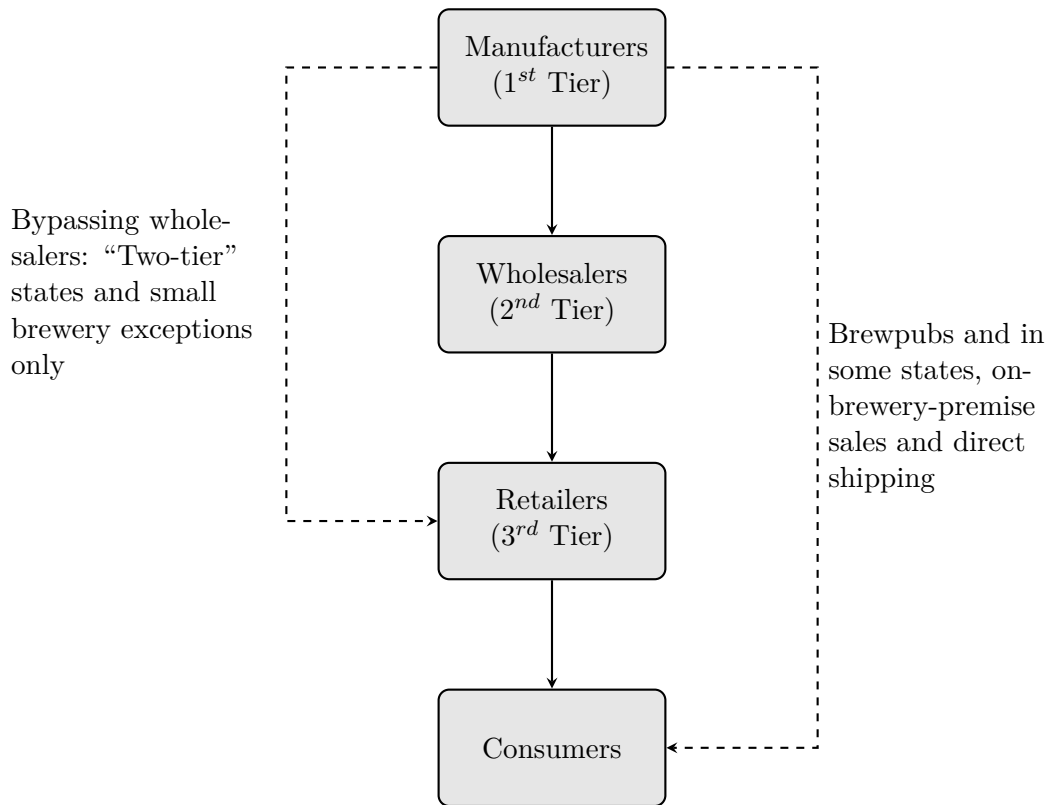 Manufacturers
(1st Tier)
Bypassing whole-
salers: “Two-tier”
states and small
brewery exceptions
only
Wholesalers
(2nd Tier)
Brewpubs and in
some states, on-
brewery-premise
sales and direct
shipping
Retailers
(3rd Tier)
Consumers